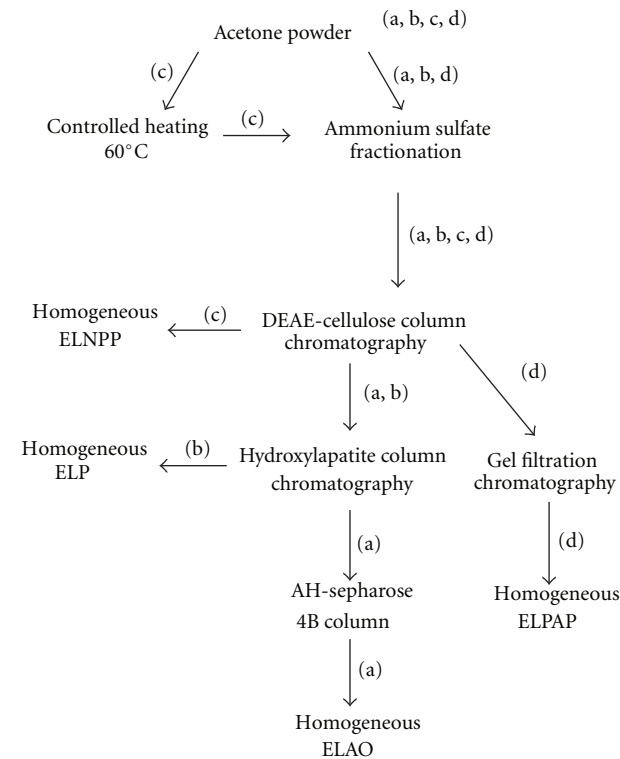 Acetone powder
(a, b, c, d)
(c)
(a, b, d)
Controlled heating
60°C
(c)
Ammonium sulfate
fractionation
(a, b, c, d)
Homogeneous
ELNPP
(c)
DEAE-cellulose column
chromatography
(d)
(a, b)
Homogeneous
ELP
(b)
Hydroxylapatite column
chromatography
Gel filtration
chromatography
(a)
(d)
AH-sepharose
4B column
Homogeneous
ELPAP
(a)
Homogeneous
ELAO